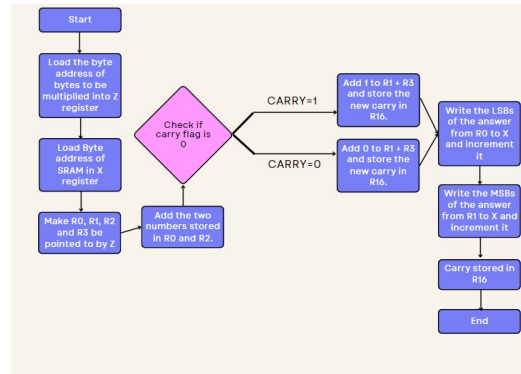 Start
Load the byte
address of
bytes to be
multiplied into Z
register
Load Byte
address of
SRAM in X
register
Make R0, R1, R2
and R3 be
pointed to by Z
Add the two
numbers stored
in R0 and R2.
Check if
carry flag is
0
CARRY=1
CARRY=0
Add 1 to R1 + R3
and store the
new carry in
R16.
Add 0 to R1 + R3
and store the
new carry in
R16.
Write the LSBs
of the answer
from R0 to X
and increment
it
Write the MSBs
of the answer
from R1 to X and
increment it
Carry stored in
R16
End